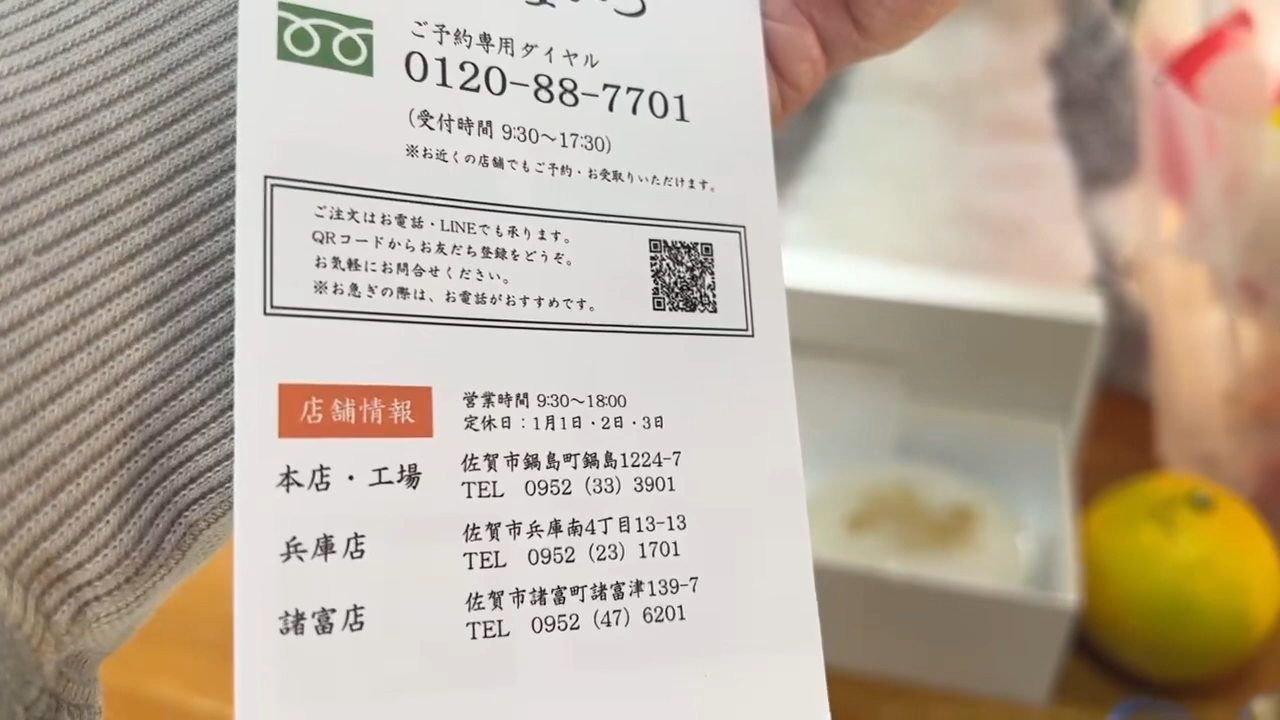 ご予約専用ダイヤル
0120-88-7701
(受付時間 9:30〜17:30)
※お近くの店舗でもご予約・お受取りいただけます。
ご注文はお電話・LINEでも承ります。
QRコードからお友だち登録をどうぞ。
お気軽にお問合せください。
※お急ぎの際は、お電話がおすすめです。
店舗情報
営業時間 9:30〜18:00
定休日:1月1日・2日・3日
本店・工場
佐賀市鍋島町鍋島1224-7
TEL 0952 (33) 3901
兵庫店
佐賀市兵庫南4丁目13-13
TEL 0952 (23) 1701
諸富店
佐賀市諸富町諸富津139-7
TEL 0952 (47) 6201